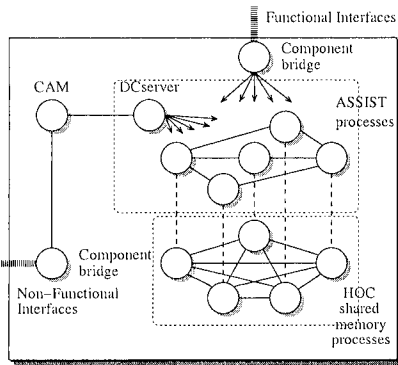 Functional Interfaces
Component
bridge
CAM
DCserver
ASSIST
processes
Component
bridge
Non-Functional
Interfaces
HOC
shared
memory
processes